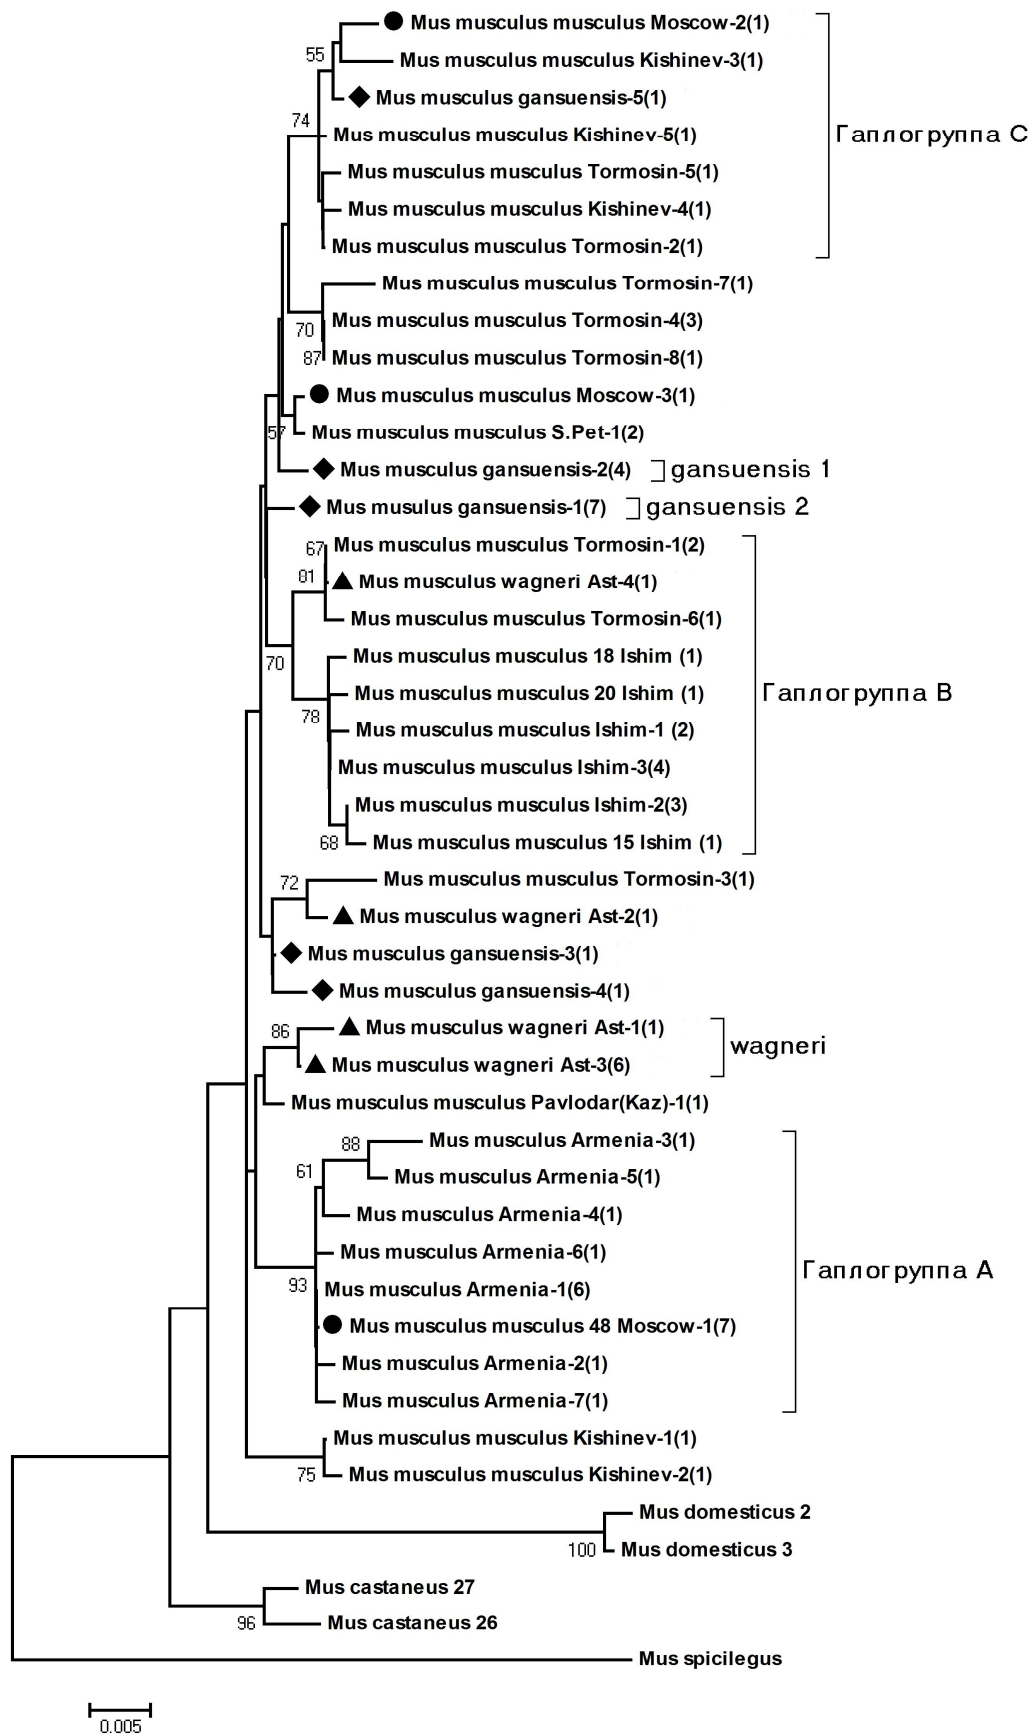 Mus musculus musculus Moscow-2(1)
55
Mus musculus musculus Kishinev-3(1)
Mus musculus gansuensis-5(1)
74
Mus musculus musculus Kishinev-5(1)
Гаплогруппа C
Mus musculus musculus Tormosin-5(1)
Mus musculus musculus Kishinev-4(1)
Mus musculus musculus Tormosin-2(1)
Mus musculus musculus Tormosin-7(1)
Mus musculus musculus Tormosin-4(3)
70
87
Mus musculus musculus Tormosin-8(1)
Mus musculus musculus Moscow-3(1)
57
Mus musculus musculus S.Pet-1(2)
Mus musculus gansuensis-2(4)
gansuensis 1
Mus musulus gansuensis-1(7)
gansuensis 2
67
Mus musculus musculus Tormosin-1(2)
81
Mus musculus wagneri Ast-4(1)
Mus musculus musculus Tormosin-6(1)
70
Mus musculus musculus 18 Ishim (1)
Mus musculus musculus 20 Ishim (1)
Гаплогруппа B
78
Mus musculus musculus Ishim-1 (2)
Mus musculus musculus Ishim-3(4)
Mus musculus musculus Ishim-2(3)
68
Mus musculus musculus 15 Ishim (1)
72
Mus musculus musculus Tormosin-3(1)
Mus musculus wagneri Ast-2(1)
Mus musculus gansuensis-3(1)
Mus musculus gansuensis-4(1)
86
Mus musculus wagneri Ast-1(1)
wagneri
Mus musculus wagneri Ast-3(6)
Mus musculus musculus Pavlodar(Kaz)-1(1)
88
Mus musculus Armenia-3(1)
61
Mus musculus Armenia-5(1)
Mus musculus Armenia-4(1)
Mus musculus Armenia-6(1)
Гаплогруппа A
93
Mus musculus Armenia-1(6)
Mus musculus musculus 48 Moscow-1(7)
Mus musculus Armenia-2(1)
Mus musculus Armenia-7(1)
Mus musculus musculus Kishinev-1(1)
75
Mus musculus musculus Kishinev-2(1)
Mus domesticus 2
100
Mus domesticus 3
Mus castaneus 27
96
Mus castaneus 26
Mus spicilegus
0.005